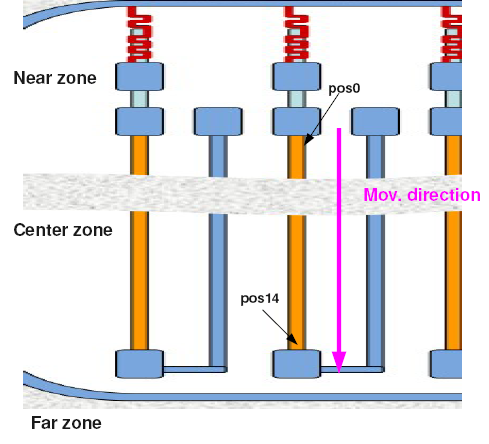 Near zone
pos0
Mov. direction
Center zone
pos14
Far zone